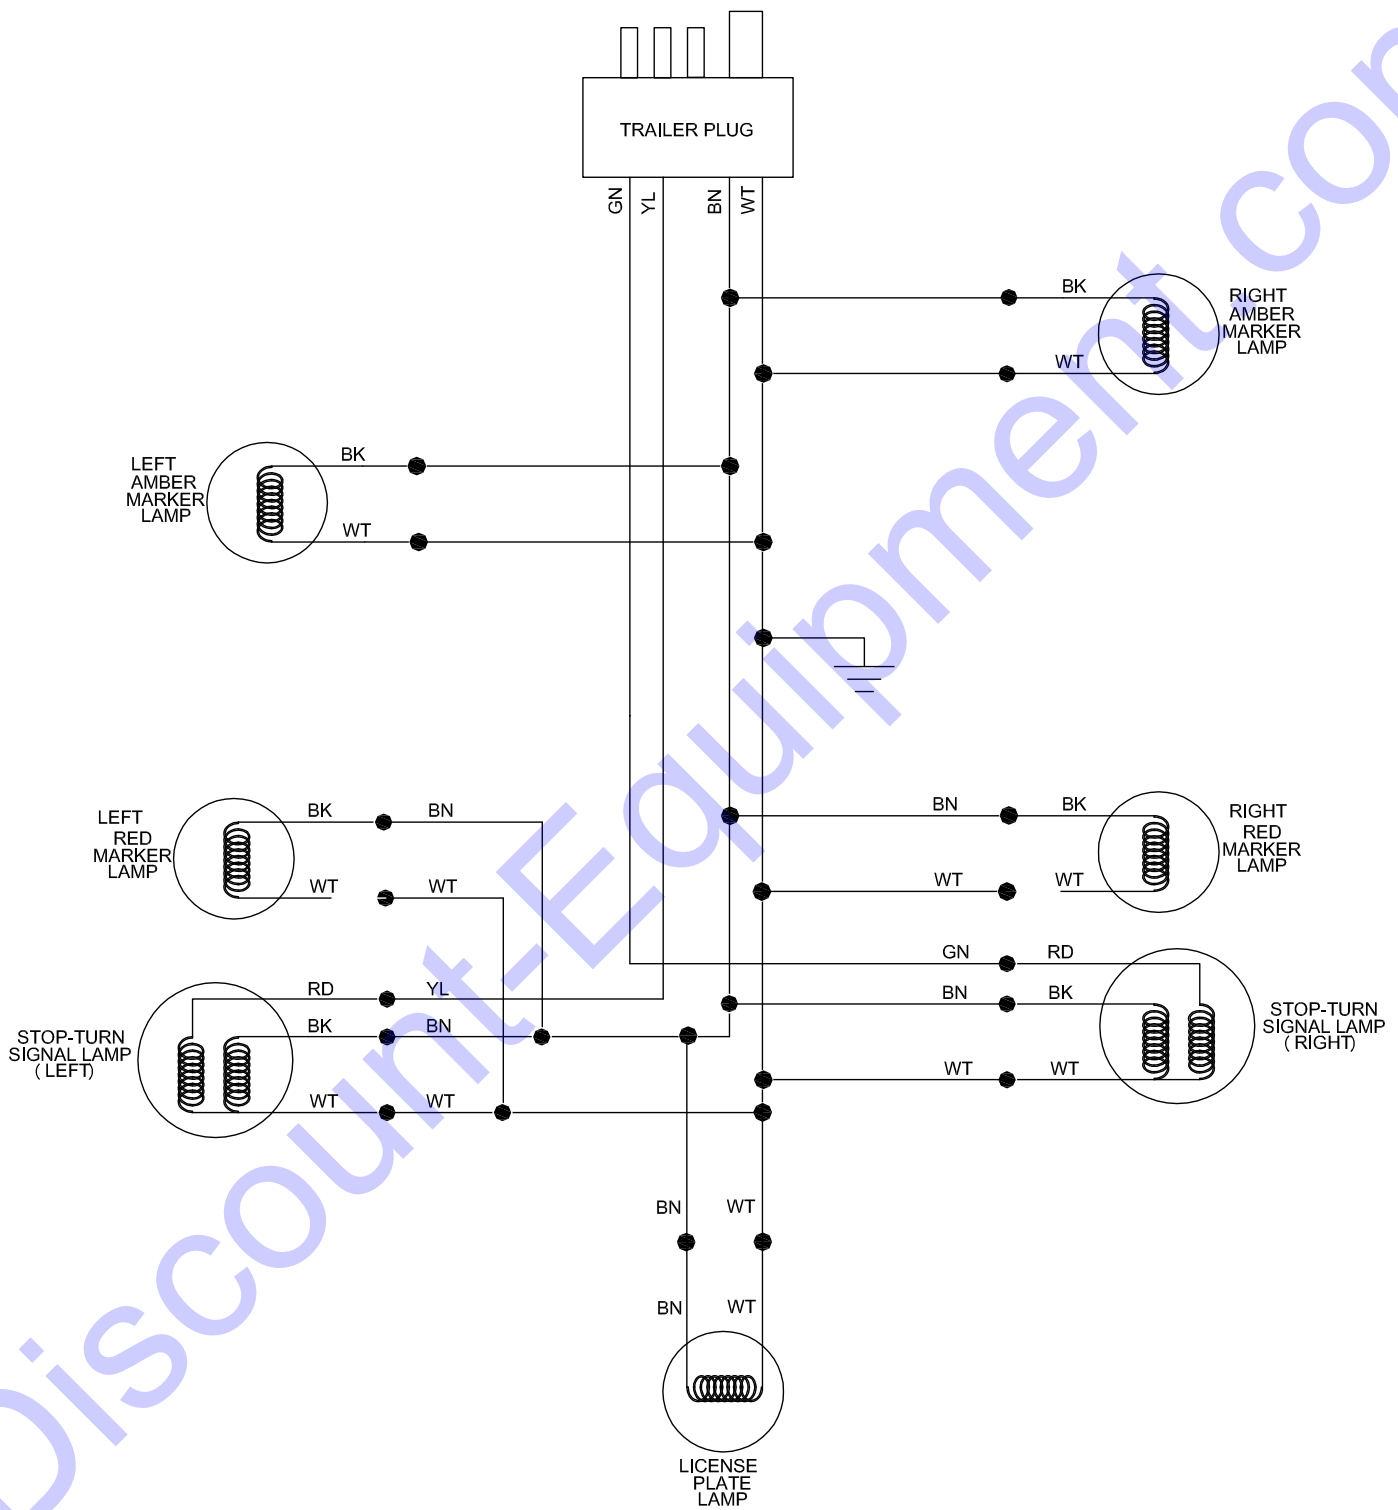 TRAILER PLUG
GN
YL
BN
WT
BK
RIGHT
AMBER
MARKER
LAMP
WT
LEFT
AMBER
MARKER
LAMP
BK
WT
LEFT
RED
MARKER
LAMP
BK
BN
WT
WT
BN
BK
RIGHT
RED
MARKER
LAMP
WT
WT
GN
RD
BN
BK
STOP-TURN
SIGNAL LAMP
( RIGHT)
WT
WT
RD
YL
STOP-TURN
SIGNAL LAMP
( LEFT)
BK
BN
WT
WT
BN
WT
BN
WT
LICENSE
PLATE
LAMP
Discount-Equipment.com